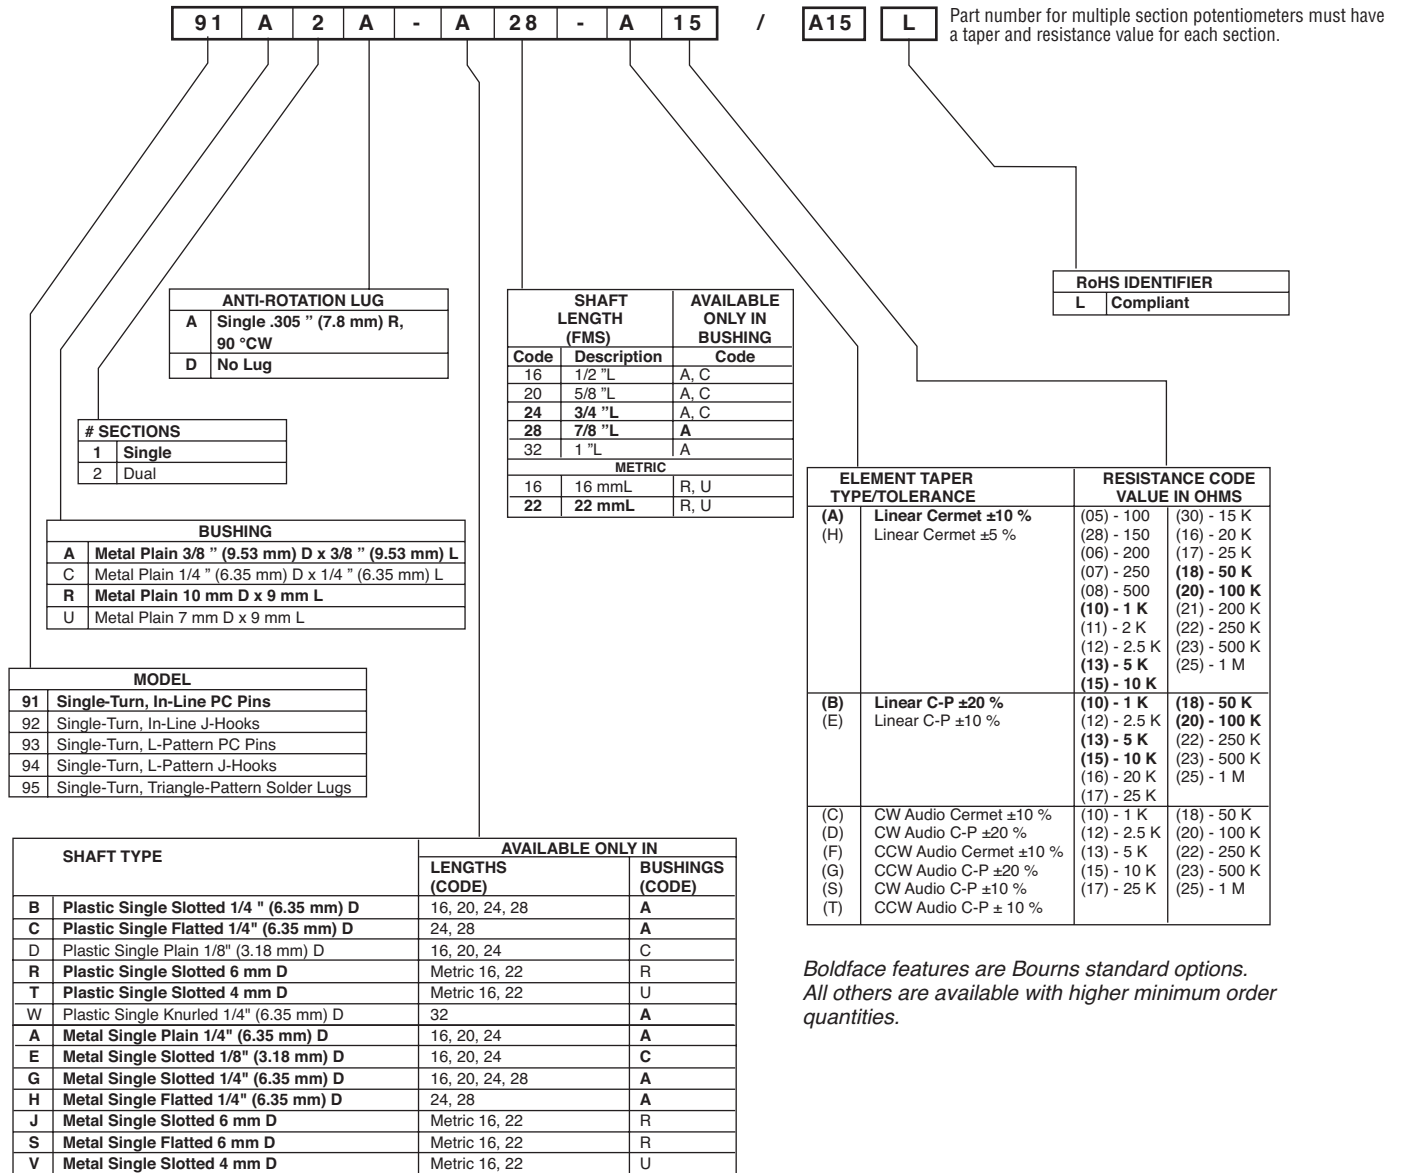 91 A 2 A - A 28 - A 15 / A15 L
Part number for multiple section potentiometers must have
a taper and resistance value for each section.
RoHS IDENTIFIER
L Compliant
ANTI-ROTATION LUG
A Single .305 ” (7.8 mm) R,
90 °CW
D No Lug
SHAFT LENGTH (FMS) AVAILABLE ONLY IN BUSHING
Code Description Code
16 1/2 ”L A, C
20 5/8 ”L A, C
24 3/4 ”L A, C
28 7/8 ”L A
32 1 ”L A
METRIC
16 16 mmL R, U
22 22 mmL R, U
# SECTIONS
1 Single
2 Dual
BUSHING
A Metal Plain 3/8 ” (9.53 mm) D x 3/8 ” (9.53 mm) L
C Metal Plain 1/4 ” (6.35 mm) D x 1/4 ” (6.35 mm) L
R Metal Plain 10 mm D x 9 mm L
U Metal Plain 7 mm D x 9 mm L
MODEL
91 Single-Turn, In-Line PC Pins
92 Single-Turn, In-Line J-Hooks
93 Single-Turn, L-Pattern PC Pins
94 Single-Turn, L-Pattern J-Hooks
95 Single-Turn, Triangle-Pattern Solder Lugs
ELEMENT TAPER RESISTANCE CODE
TYPE/TOLERANCE VALUE IN OHMS
(A) Linear Cermet ±10 % (05) - 100 (30) - 15 K
(H) Linear Cermet ±5 % (28) - 150 (16) - 20 K
(06) - 200 (17) - 25 K
(07) - 250 (18) - 50 K
(08) - 500 (20) - 100 K
(10) - 1 K (21) - 200 K
(11) - 2 K (22) - 250 K
(12) - 2.5 K (23) - 500 K
(13) - 5 K (25) - 1 M
(15) - 10 K
(B) Linear C-P ±20 % (10) - 1 K (18) - 50 K
(E) Linear C-P ±10 % (12) - 2.5 K (20) - 100 K
(13) - 5 K (22) - 250 K
(15) - 10 K (23) - 500 K
(16) - 20 K (25) - 1 M
(17) - 25 K
(C) CW Audio Cermet ±10 % (10) - 1 K (18) - 50 K
(D) CW Audio C-P ±20 % (12) - 2.5 K (20) - 100 K
(F) CCW Audio Cermet ±10 % (13) - 5 K (22) - 250 K
(G) CCW Audio C-P ±20 % (15) - 10 K (23) - 500 K
(S) CW Audio C-P ±10 % (17) - 25 K (25) - 1 M
(T) CCW Audio C-P ± 10 %
SHAFT TYPE AVAILABLE ONLY IN
LENGTHS (CODE) BUSHINGS (CODE)
B Plastic Single Slotted 1/4 " (6.35 mm) D 16, 20, 24, 28 A
C Plastic Single Flatted 1/4" (6.35 mm) D 24, 28 A
D Plastic Single Plain 1/8" (3.18 mm) D 16, 20, 24 C
R Plastic Single Slotted 6 mm D Metric 16, 22 R
T Plastic Single Slotted 4 mm D Metric 16, 22 U
W Plastic Single Knurled 1/4" (6.35 mm) D 32 A
A Metal Single Plain 1/4" (6.35 mm) D 16, 20, 24 A
E Metal Single Slotted 1/8" (3.18 mm) D 16, 20, 24 C
G Metal Single Slotted 1/4" (6.35 mm) D 16, 20, 24, 28 A
H Metal Single Flatted 1/4" (6.35 mm) D 24, 28 A
J Metal Single Slotted 6 mm D Metric 16, 22 R
S Metal Single Flatted 6 mm D Metric 16, 22 R
V Metal Single Slotted 4 mm D Metric 16, 22 U
Boldface features are Bourns standard options.
All others are available with higher minimum order
quantities.